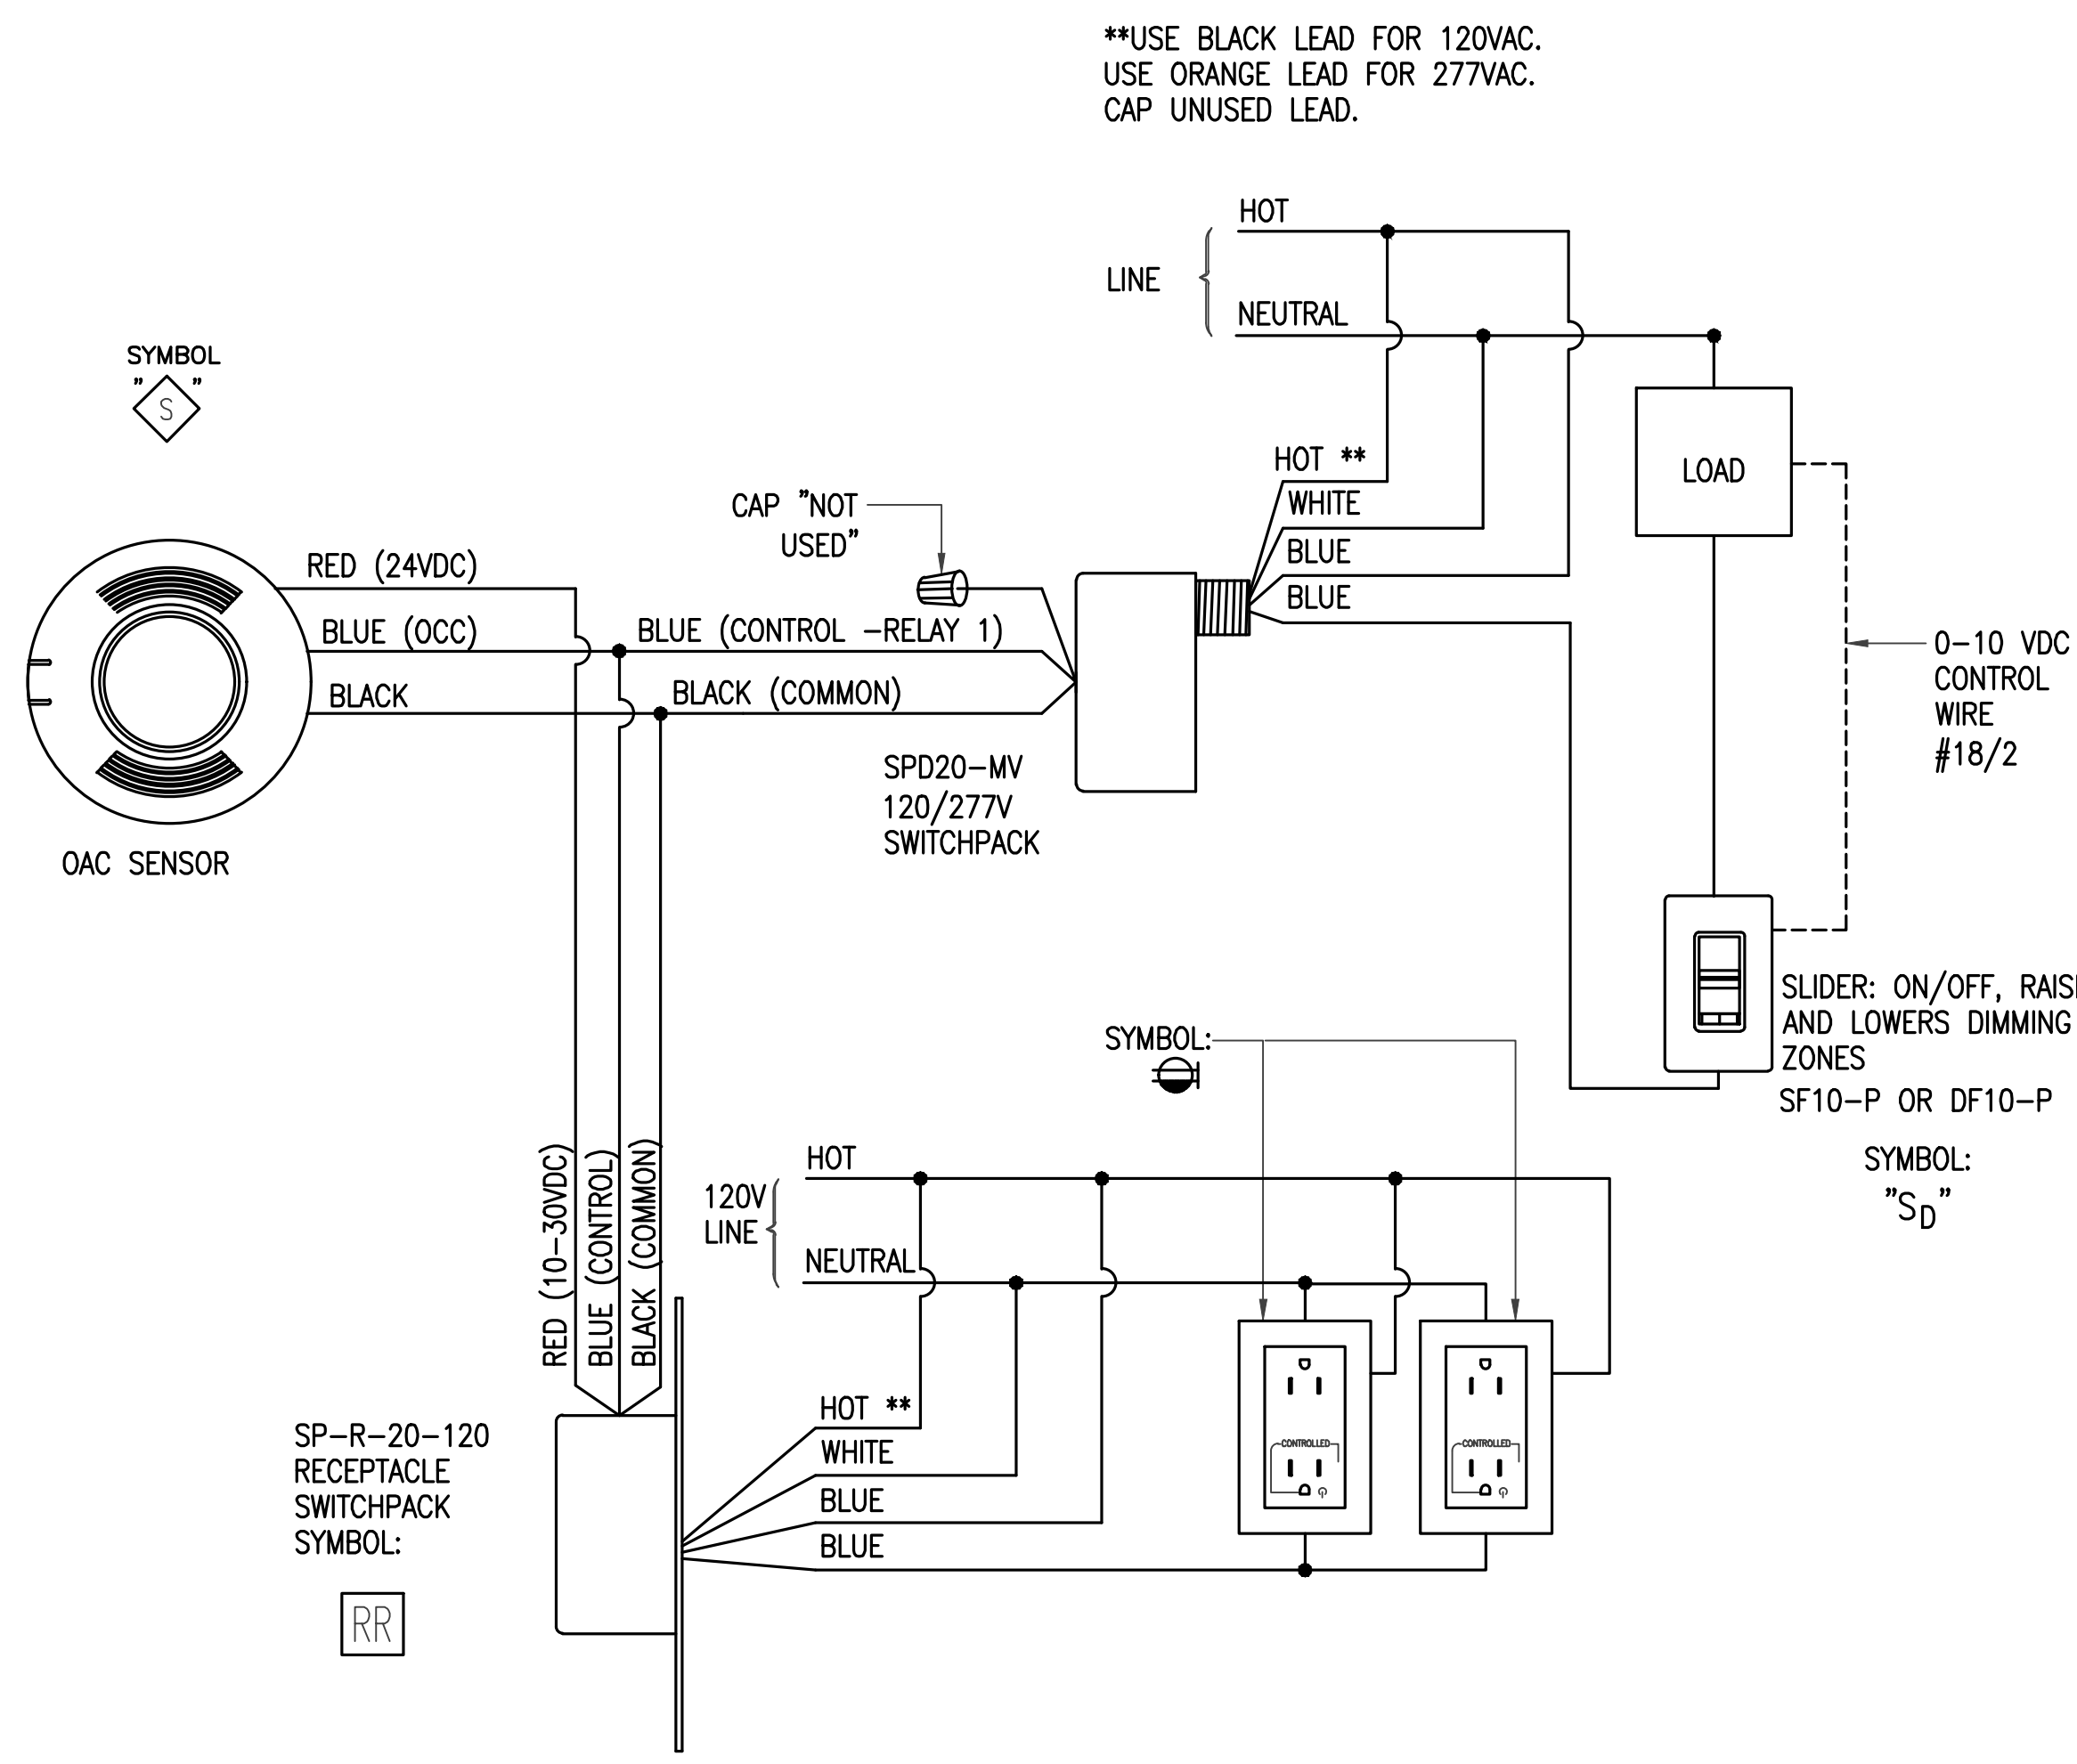 **USE BLACK LEAD FOR 120VAC.
USE ORANGE LEAD FOR 277VAC.
CAP UNUSED LEAD.
HOT
LINE
NEUTRAL
SYMBOL
" S "
LOAD
HOT **
WHITE
BLUE
BLUE
CAP "NOT
USED"
RED (24VDC)
BLUE (OCC)
BLUE (CONTROL -RELAY 1)
BLACK
BLACK (COMMON)
0-10 VDC
CONTROL
WIRE
#18/2
SPD20-MV
120/277V
SWITCHPACK
OAC SENSOR
SLIDER: ON/OFF,
AND LOWERS DIMMING
ZONES
SF10-P OR DF10-P
SYMBOL:
"SD"
SYMBOL:
HOT
120V
LINE
NEUTRAL
RED (10-30VDC)
BLUE (CONTROL)
BLACK (COMMON)
HOT **
WHITE
BLUE
BLUE
CONTROLLED
CONTROLLED
SP-R-20-120
RECEPTACLE
SWITCHPACK
SYMBOL:
RR